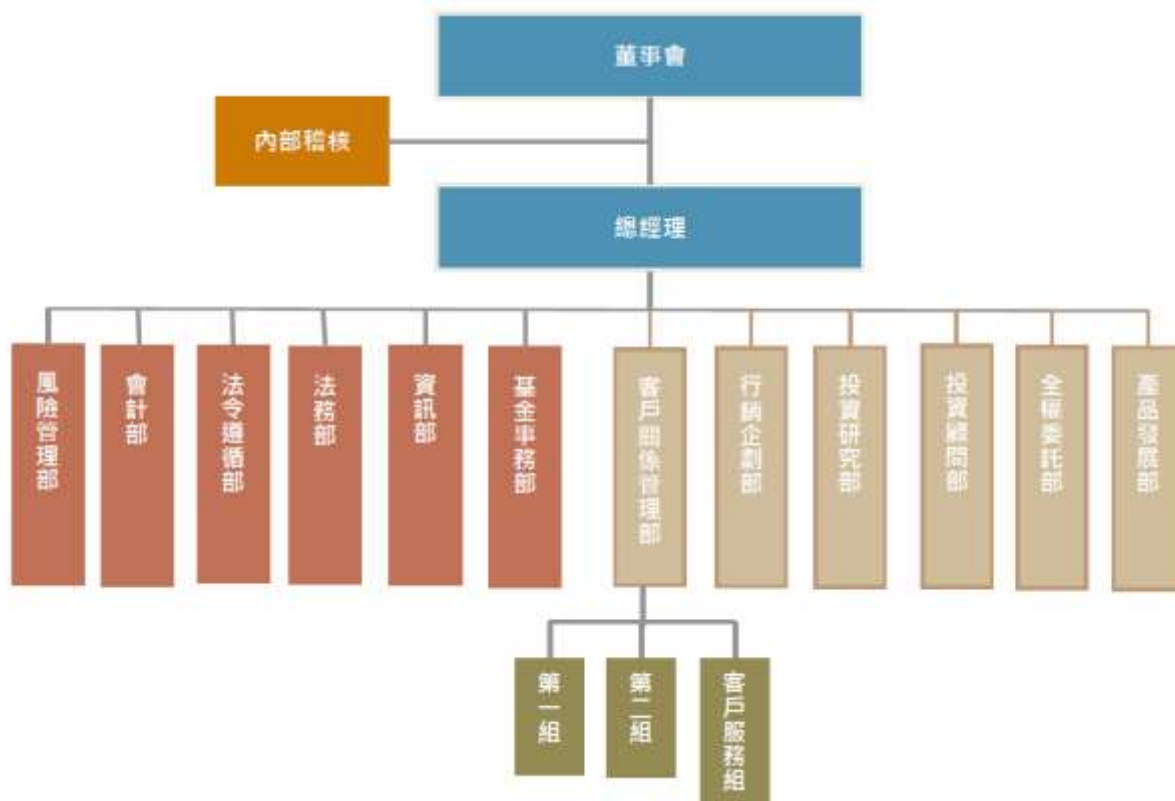 董事會
內部稽核
總經理
風險管理部
會計部
法令遵循部
法務部
資訊部
基金事務部
客戶關係管理部
行銷企劃部
投資研究部
投資顧問部
全權委託部
產品發展部
第一組
第二組
客戶服務組